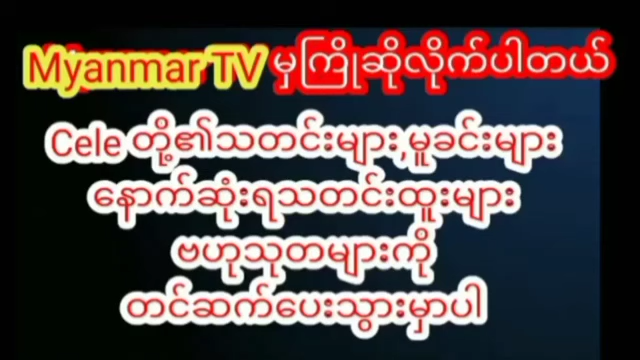 Myanmar TV မှကြိုဆိုလိုက်ပါတယ်
Cele တို့၏သတင်းများ,မူခင်းများ
နောက်ဆုံးရသတင်းထူးများ
ဗဟုသုတများကို
တင်ဆက်ပေးသွားမှာပါ